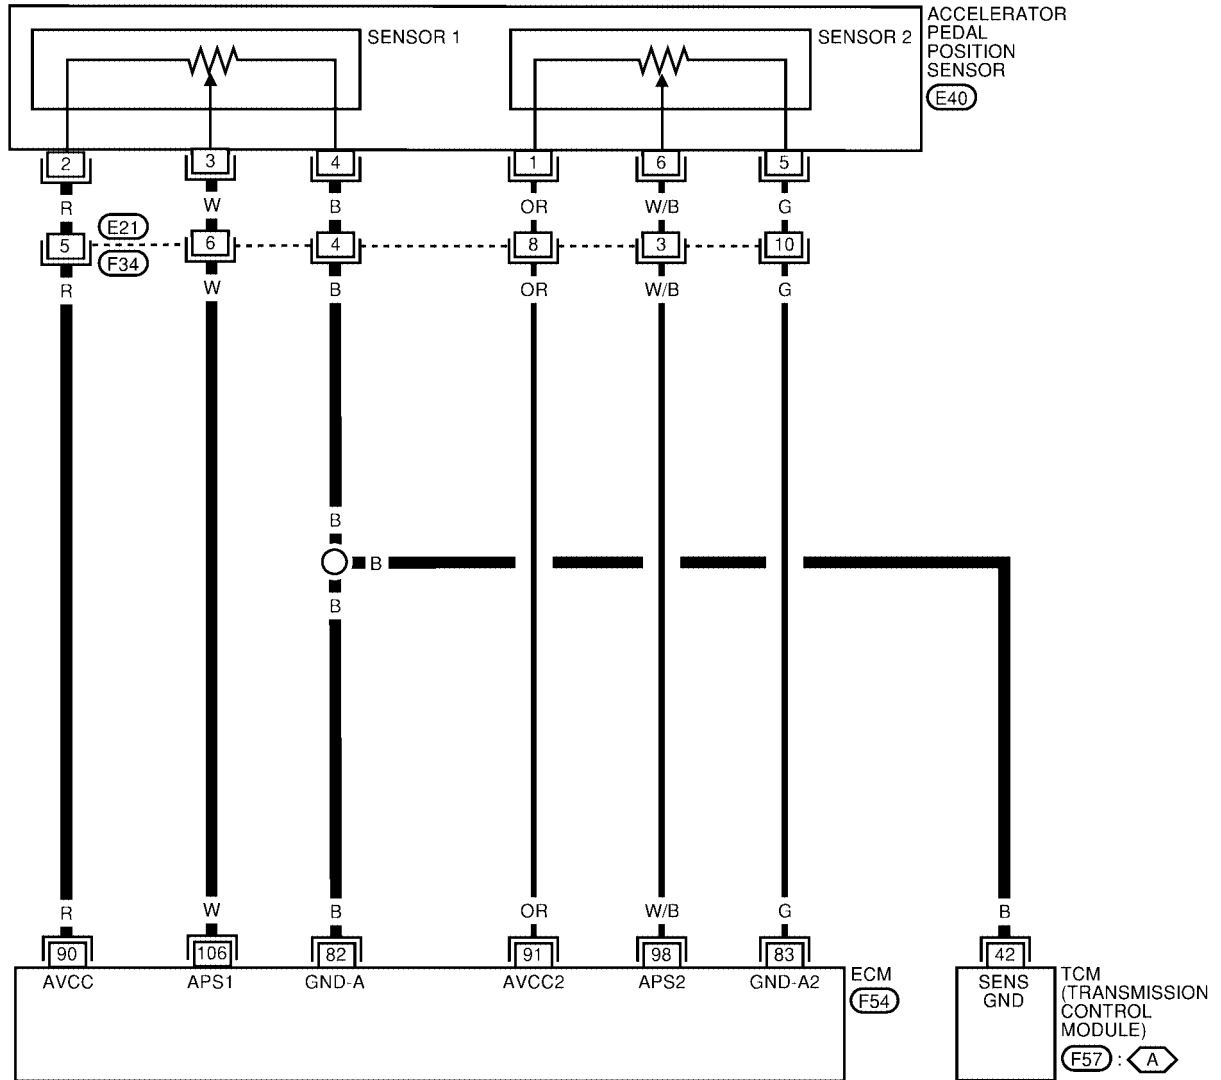 ACCELERATOR
PEDAL
POSITION
SENSOR
E40
SENSOR 1
SENSOR 2
2 3 4 1 6 5
R W B OR W/B G
E21
5 6 4 8 3 10
F34
R W B OR W/B G
B
B
B
R W B OR W/B G B
90 106 82 91 98 83 42
AVCC APS1 GND-A AVCC2 APS2 GND-A2
ECM
F54
SENS
GND
TCM
(TRANSMISSION
CONTROL
MODULE)
F57 : A